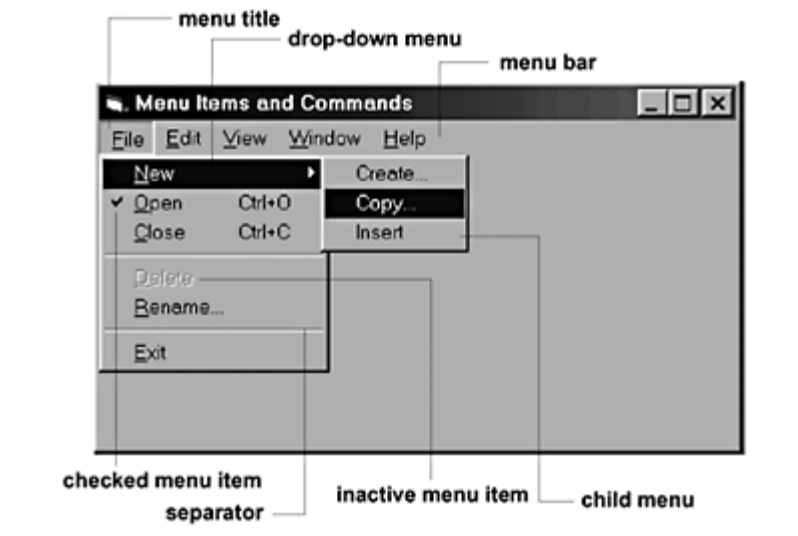 menu title
drop-down menu
menu bar
Menu Items and Commands
File Edit View Window Help
New Create...
Open Ctrl+O Copy...
Close Ctrl+C Insert
Delete
Rename...
Exit
checked menu item
inactive menu item
child menu
separator